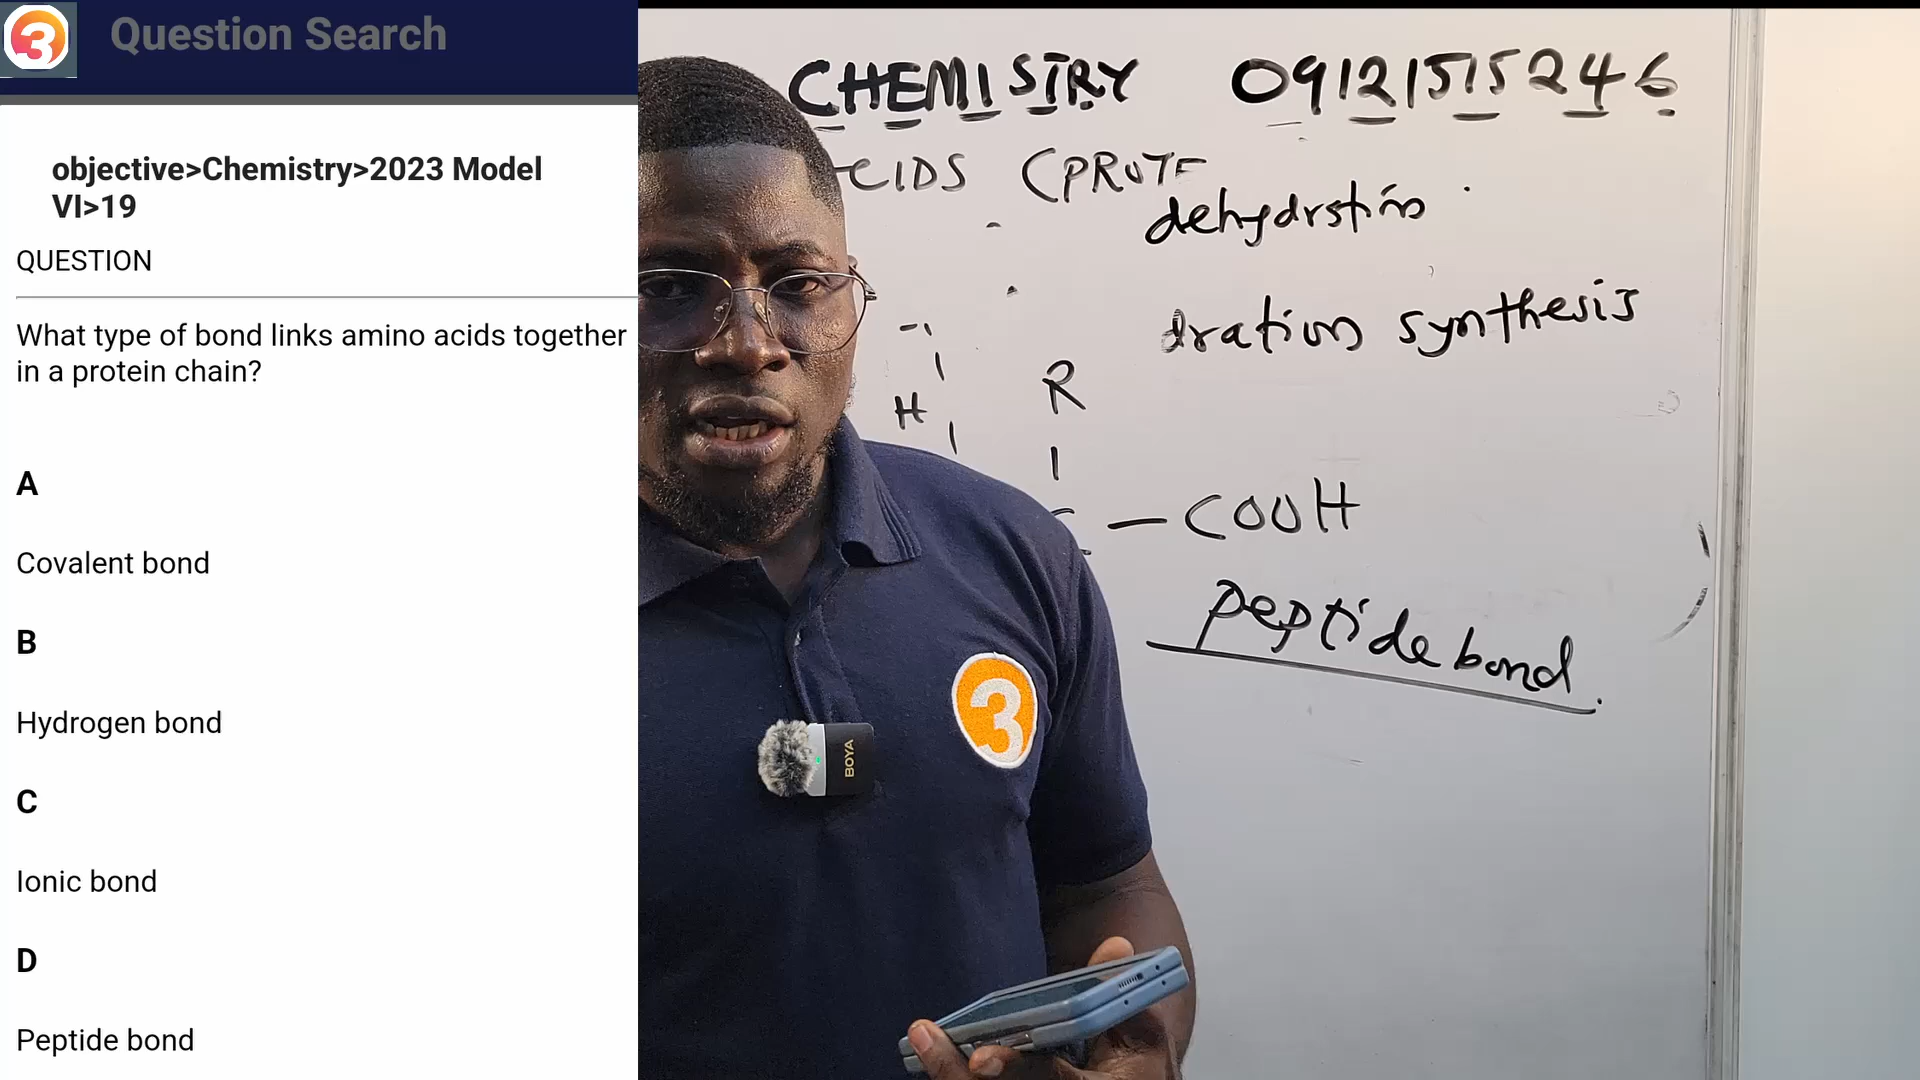 3 Question Search
objective>Chemistry>2023 Model
VI>19
QUESTION
What type of bond links amino acids together
in a protein chain?
A
Covalent bond
B
Hydrogen bond
C
Ionic bond
D
Peptide bond
CHEMISTRY 09121515246
CIDS (PROTE
dehydrstins
dration synthesis
H
R
C - COOH
peptide bond.
3
BOYA